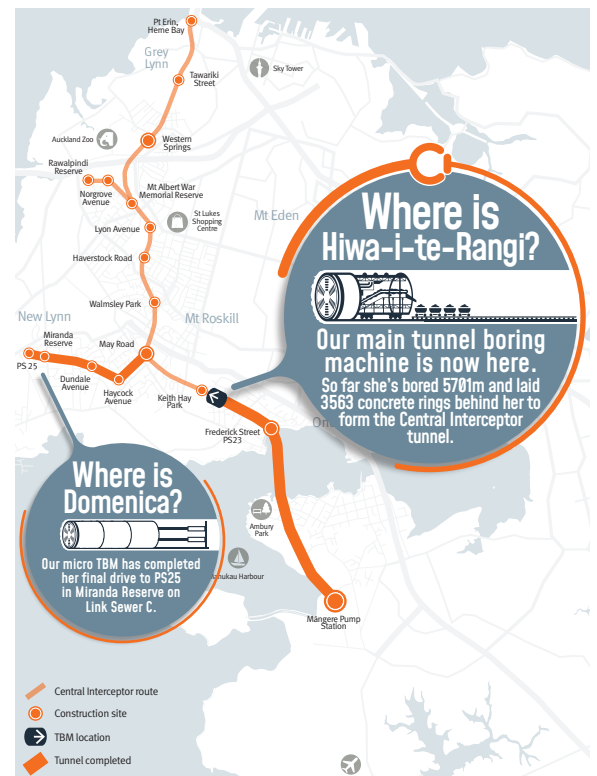 Pt Erin,
Herne Bay
Grey
Lynn
Tawariki
Street
Sky Tower
Auckland Zoo
Western
Springs
Rawalpindi
Reserve
Norgrove
Avenue
Mt Albert War
Memorial Reserve
Lyon Avenue
St Lukes
Shopping
Centre
Mt Eden
Haverstock Road
Walmsley Park
New Lynn
Mt Roskill
Miranda
Reserve
May Road
PS 25
Dundale
Avenue
Haycock
Avenue
Keith Hay
Park
Frederick Street
PS23
Where is
Hiwa-i-te-Rangi?
Our main tunnel boring
machine is now here.
So far she's bored 5701m and laid
3563 concrete rings behind her to
form the Central Interceptor
tunnel.
Where is
Domenica?
Our micro TBM has completed
her final drive to PS25
in Miranda Reserve on
Link Sewer C.
Ambury
Park
Harbour
Māngere Pump
Station
Central Interceptor route
Construction site
TBM location
Tunnel completed